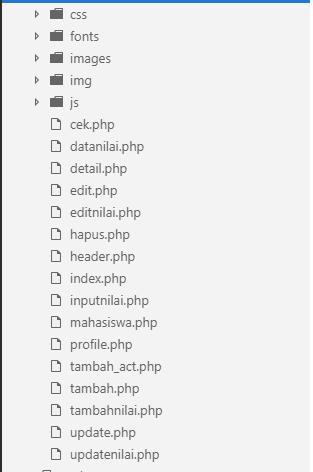 css
fonts
images
img
js
cek.php
datanilai.php
detail.php
edit.php
editnilai.php
hapus.php
header.php
index.php
inputnilai.php
mahasiswa.php
profile.php
tambah_act.php
tambah.php
tambahnilai.php
update.php
updatenilai.php